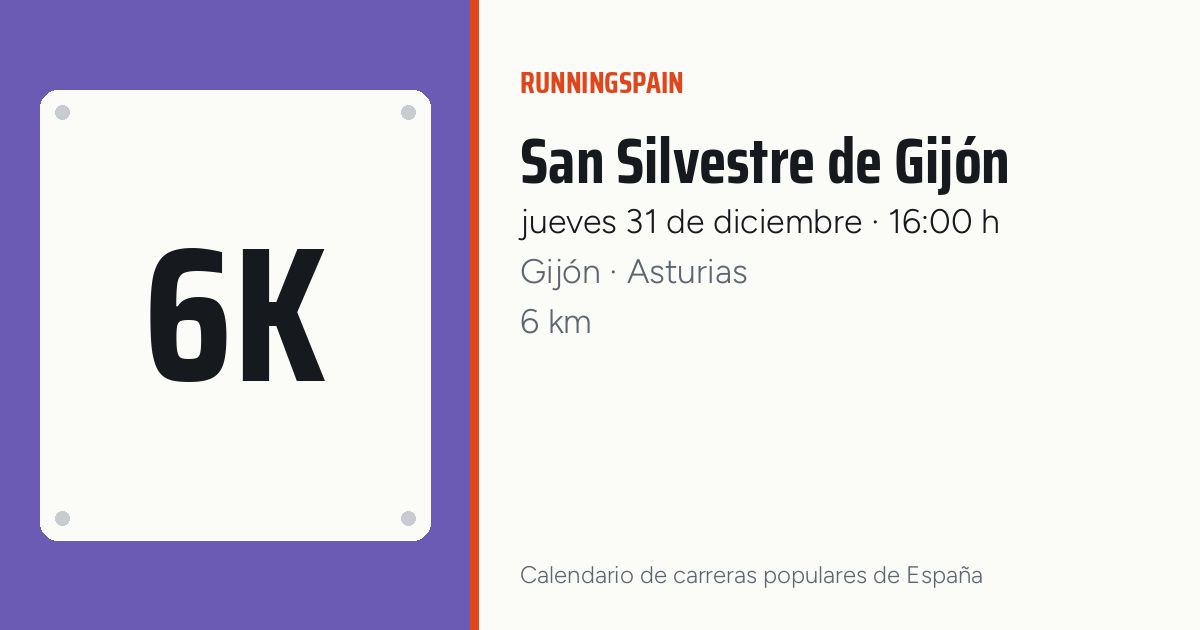 6K
RUNNINGSPAIN
San Silvestre de Gijón
jueves 31 de diciembre · 16:00 h
Gijón · Asturias
6 km
Calendario de carreras populares de España